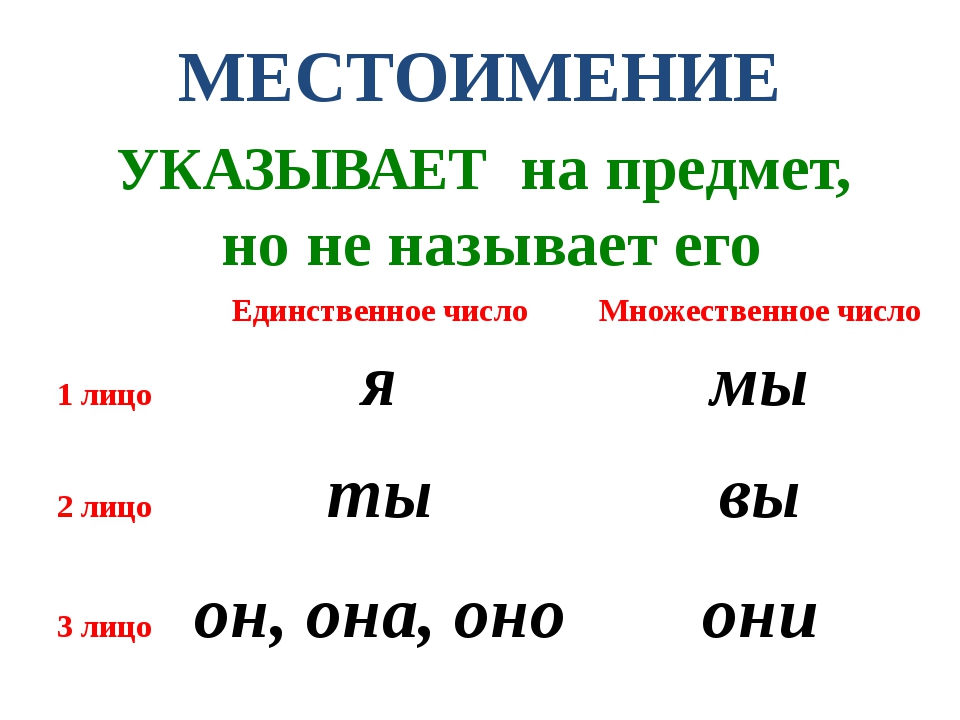 МЕСТОИМЕНИЕ
УКАЗЫВАЕТ на предмет,
но не называет его
Единственное число Множественное число
1 лицо я мы
2 лицо ты вы
3 лицо он, она, оно они